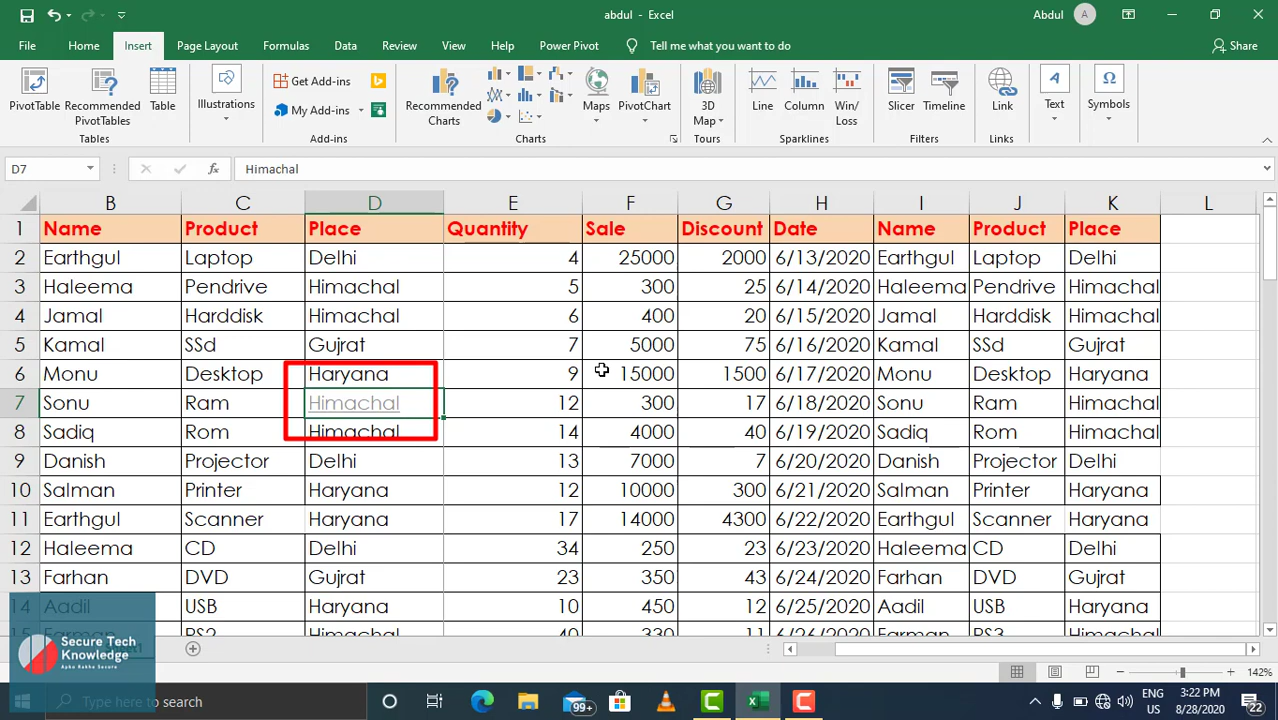 abdul - Excel
Abdul A
File Home Insert Page Layout Formulas Data Review View Help Power Pivot Tell me what you want to do Share
PivotTable
Recommended PivotTables
Table
Tables
Illustrations
Get Add-ins
My Add-ins
Add-ins
Recommended Charts
Maps
PivotChart
Charts
3D Map
Tours
Line
Column
Win/Loss
Sparklines
Slicer
Timeline
Filters
Link
Links
Text
Symbols
D7 fx Himachal
B C D E F G H I J K L
1 Name Product Place Quantity Sale Discount Date Name Product Place
2 Earthgul Laptop Delhi 4 25000 2000 6/13/2020 Earthgul Laptop Delhi
3 Haleema Pendrive Himachal 5 300 25 6/14/2020 Haleema Pendrive Himachal
4 Jamal Harddisk Himachal 6 400 20 6/15/2020 Jamal Harddisk Himachal
5 Kamal SSd Gujrat 7 5000 75 6/16/2020 Kamal SSd Gujrat
6 Monu Desktop Haryana 9 15000 1500 6/17/2020 Monu Desktop Haryana
7 Sonu Ram Himachal 12 300 17 6/18/2020 Sonu Ram Himachal
8 Sadiq Rom Himachal 14 4000 40 6/19/2020 Sadiq Rom Himachal
9 Danish Projector Delhi 13 7000 7 6/20/2020 Danish Projector Delhi
10 Salman Printer Haryana 12 10000 300 6/21/2020 Salman Printer Haryana
11 Earthgul Scanner Haryana 17 14000 4300 6/22/2020 Earthgul Scanner Haryana
12 Haleema CD Delhi 34 250 23 6/23/2020 Haleema CD Delhi
13 Farhan DVD Gujrat 23 350 43 6/24/2020 Farhan DVD Gujrat
14 Aadil USB Haryana 10 450 12 6/25/2020 Aadil USB Haryana
Secure Tech
Knowledge
Apko Rakhe Secure
142%
Type here to search
99+
ENG
US
3:22 PM
8/28/2020
22